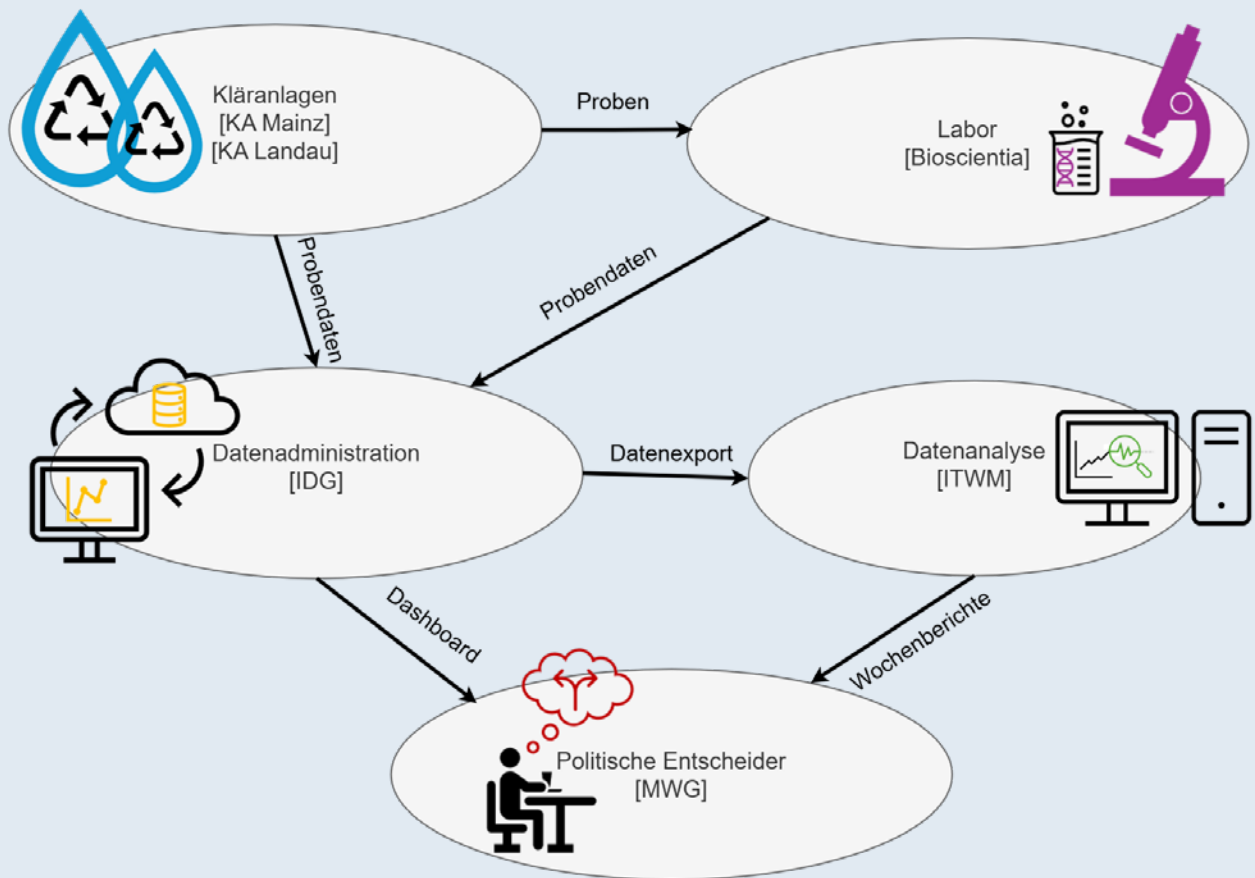 Kläranlagen
[KA Mainz]
[KA Landau]
Proben
Labor
[Bioscientia]
Probendaten
Probendaten
Datenadministration
[IDG]
Datenexport
Datenanalyse
[ITWM]
Dashboard
Wochenberichte
Politische Entscheider
[MWG]